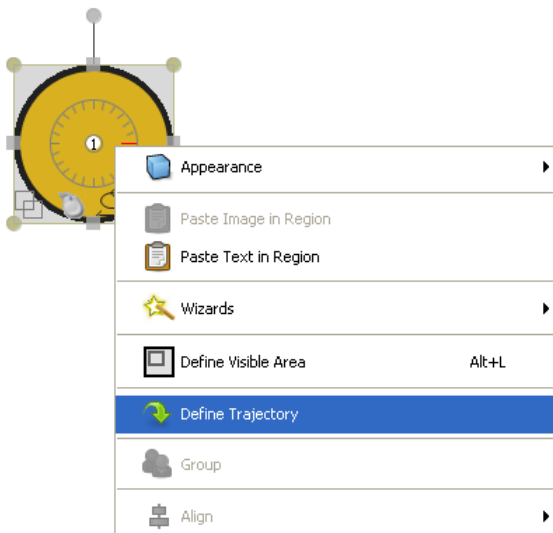 1
Appearance
Paste Image in Region
Paste Text in Region
Wizards
Define Visible Area Alt+L
Define Trajectory
Group
Align